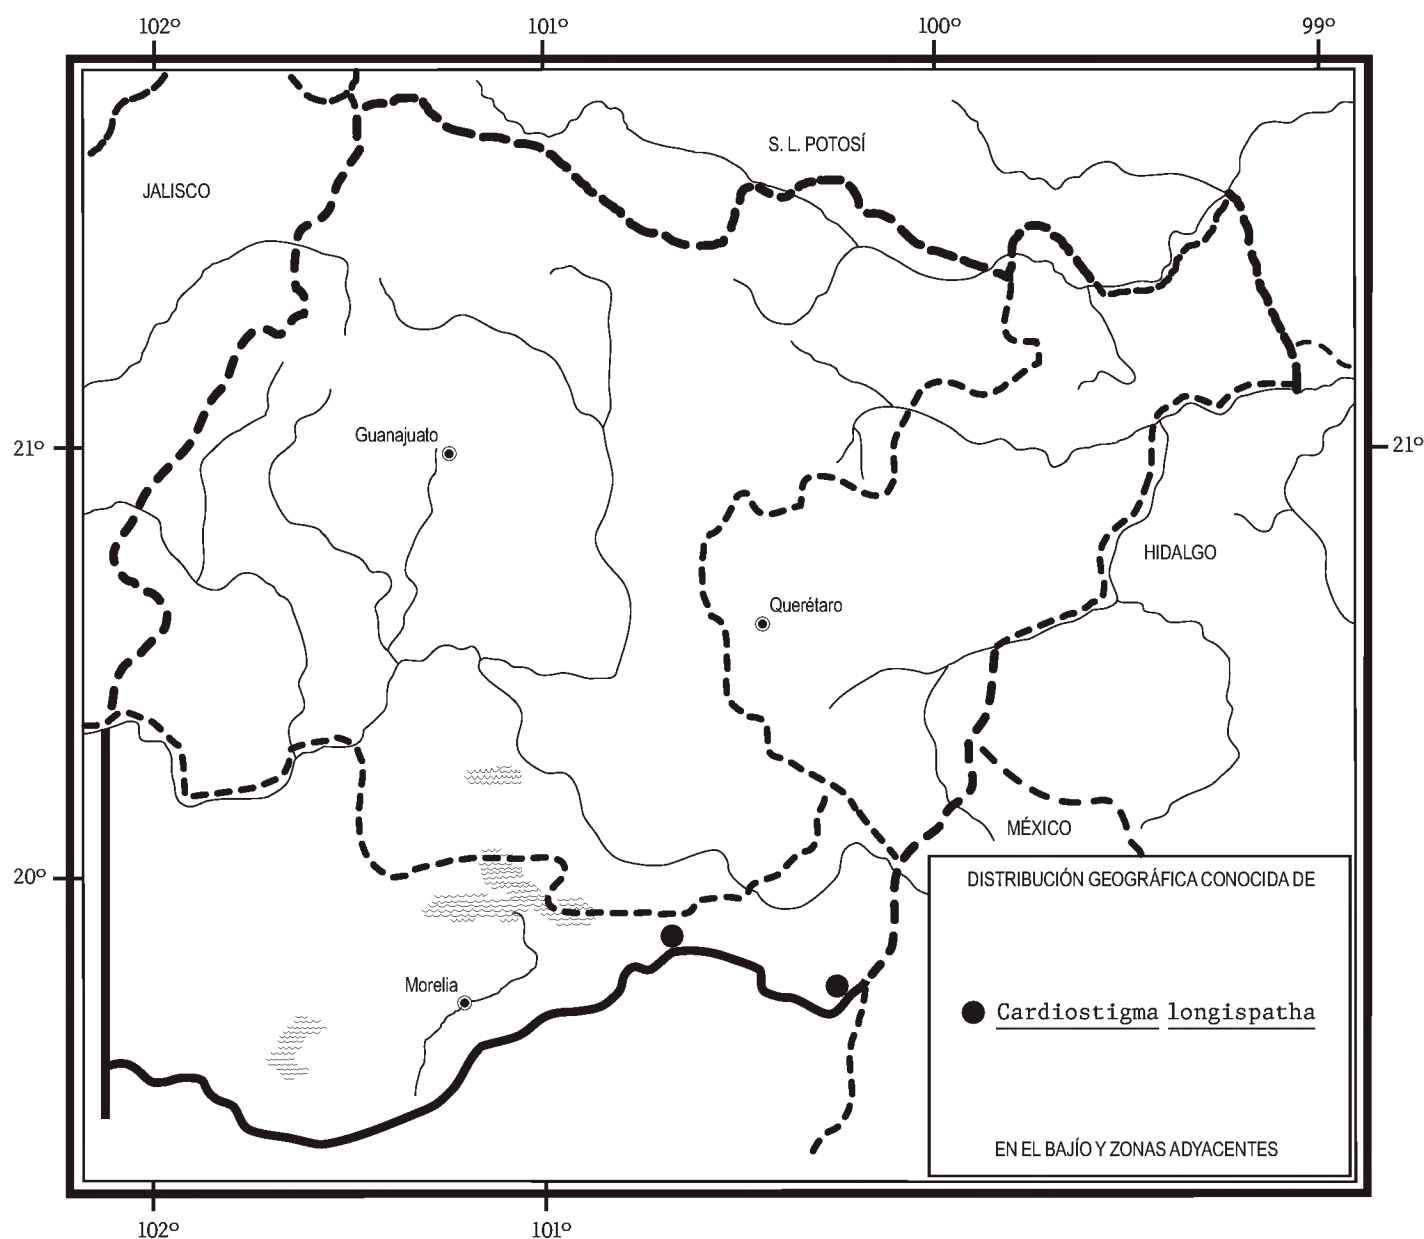 102º 101º 100º 99º
S. L. POTOSÍ
JALISCO
Guanajuato
21º 21º
HIDALGO
Querétaro
MÉXICO
20º
DISTRIBUCIÓN GEOGRÁFICA CONOCIDA DE
Morelia
Cardiostigma longispatha
EN EL BAJÍO Y ZONAS ADYACENTES
102º 101º